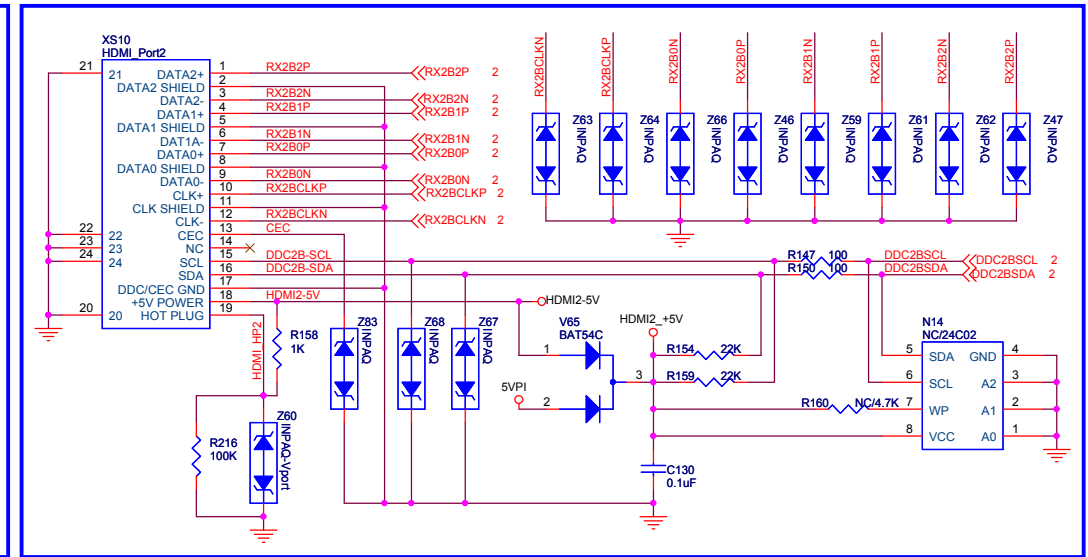 XS10
HDMI_Port2
21 21 DATA2+ 1 RX2B2P RX2B2P 2
DATA2 SHIELD 2
DATA2- 3 RX2B2N RX2B2N 2
DATA1+ 4 RX2B1P RX2B1P 2
DATA1 SHIELD 5
DAT1A- 6 RX2B1N RX2B1N 2
DATA0+ 7 RX2B0P RX2B0P 2
DATA0 SHIELD 8
DATA0- 9 RX2B0N RX2B0N 2
CLK+ 10 RX2BCLKP RX2BCLKP 2
CLK SHIELD 11
CLK- 12 RX2BCLKN RX2BCLKN 2
22 22 CEC 13 CEC
23 23 NC 14
24 24 SCL 15 DDC2B-SCL
SDA 16 DDC2B-SDA
DDC/CEC GND 17
+5V POWER 18 HDMI2-5V
20 20 HOT PLUG 19
RX2BCLKN
RX2BCLKP
RX2B0N
RX2B0P
RX2B1N
RX2B1P
RX2B2N
RX2B2P
Z63
INPAQ
Z64
INPAQ
Z66
INPAQ
Z46
INPAQ
Z59
INPAQ
Z61
INPAQ
Z62
INPAQ
Z47
INPAQ
R147 100 DDC2BSCL DDC2BSCL 2
R150 100 DDC2BSDA DDC2BSDA 2
HDMI2-5V
HDMI_HP2
R158
1K
Z83
INPAQ
Z68
INPAQ
Z67
INPAQ
V65
BAT54C
1
2
3
5VPI
HDMI2_+5V
R154 22K
R159 22K
R160 NC/4.7K
N14
NC/24C02
5 SDA GND 4
6 SCL A2 3
7 WP A1 2
8 VCC A0 1
R216
100K
Z60
INPAQ-Vport
C130
0.1uF